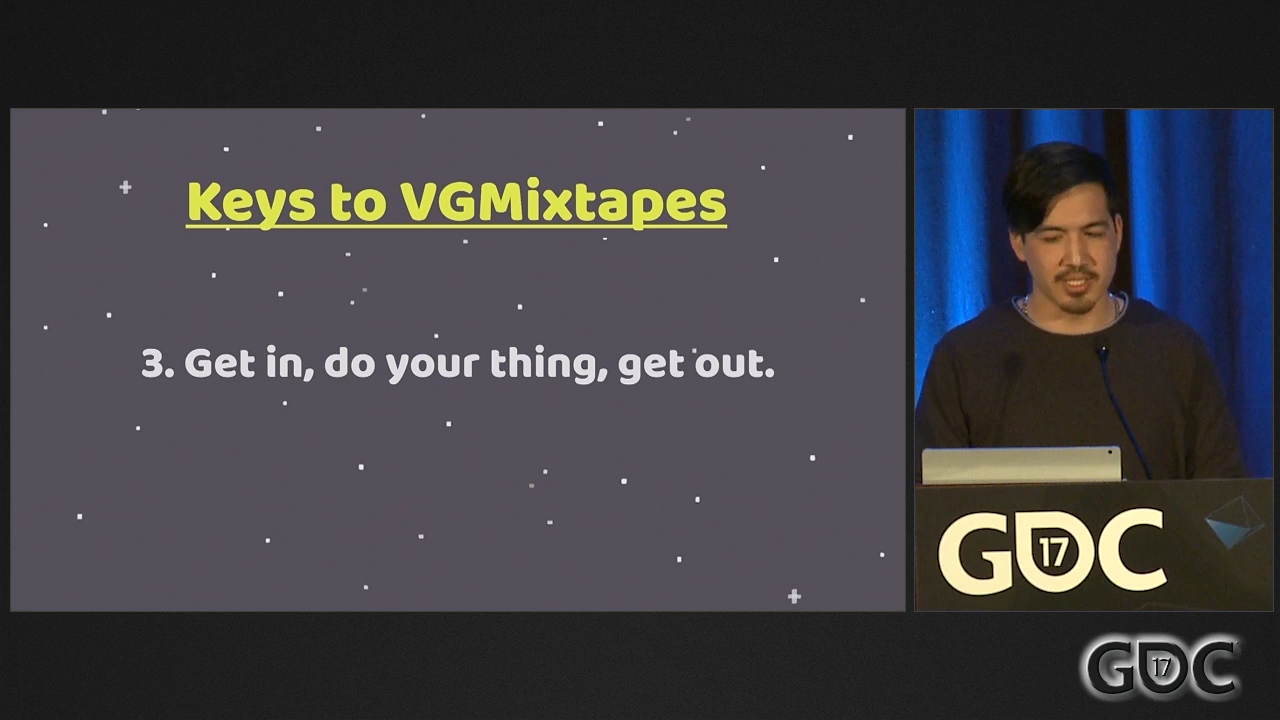 Keys to VGMixtapes
3. Get in, do your thing, get out.
GDC
17
GDC
17